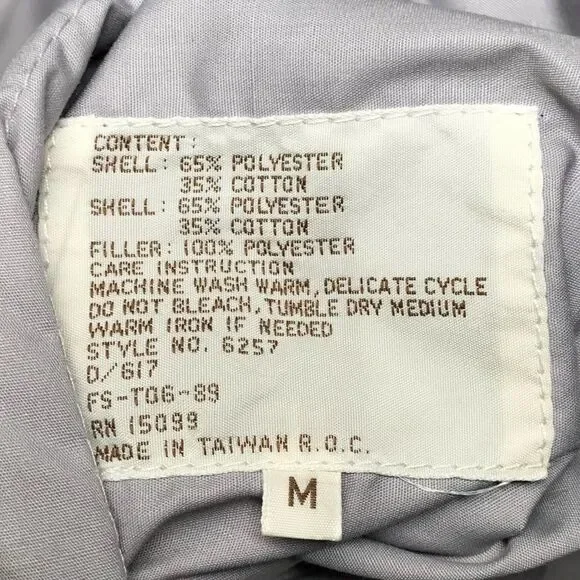 CONTENT:
SHELL: 65% POLYESTER
35% COTTON
SHELL: 65% POLYESTER
35% COTTON
FILLER: 100% POLYESTER
CARE INSTRUCTION
MACHINE WASH WARM, DELICATE CYCLE
DO NOT BLEACH, TUMBLE DRY MEDIUM
WARM IRON IF NEEDED
STYLE NO. 6257
D/617
FS-T06-89
RN 15099
MADE IN TAIWAN R.O.C.
M